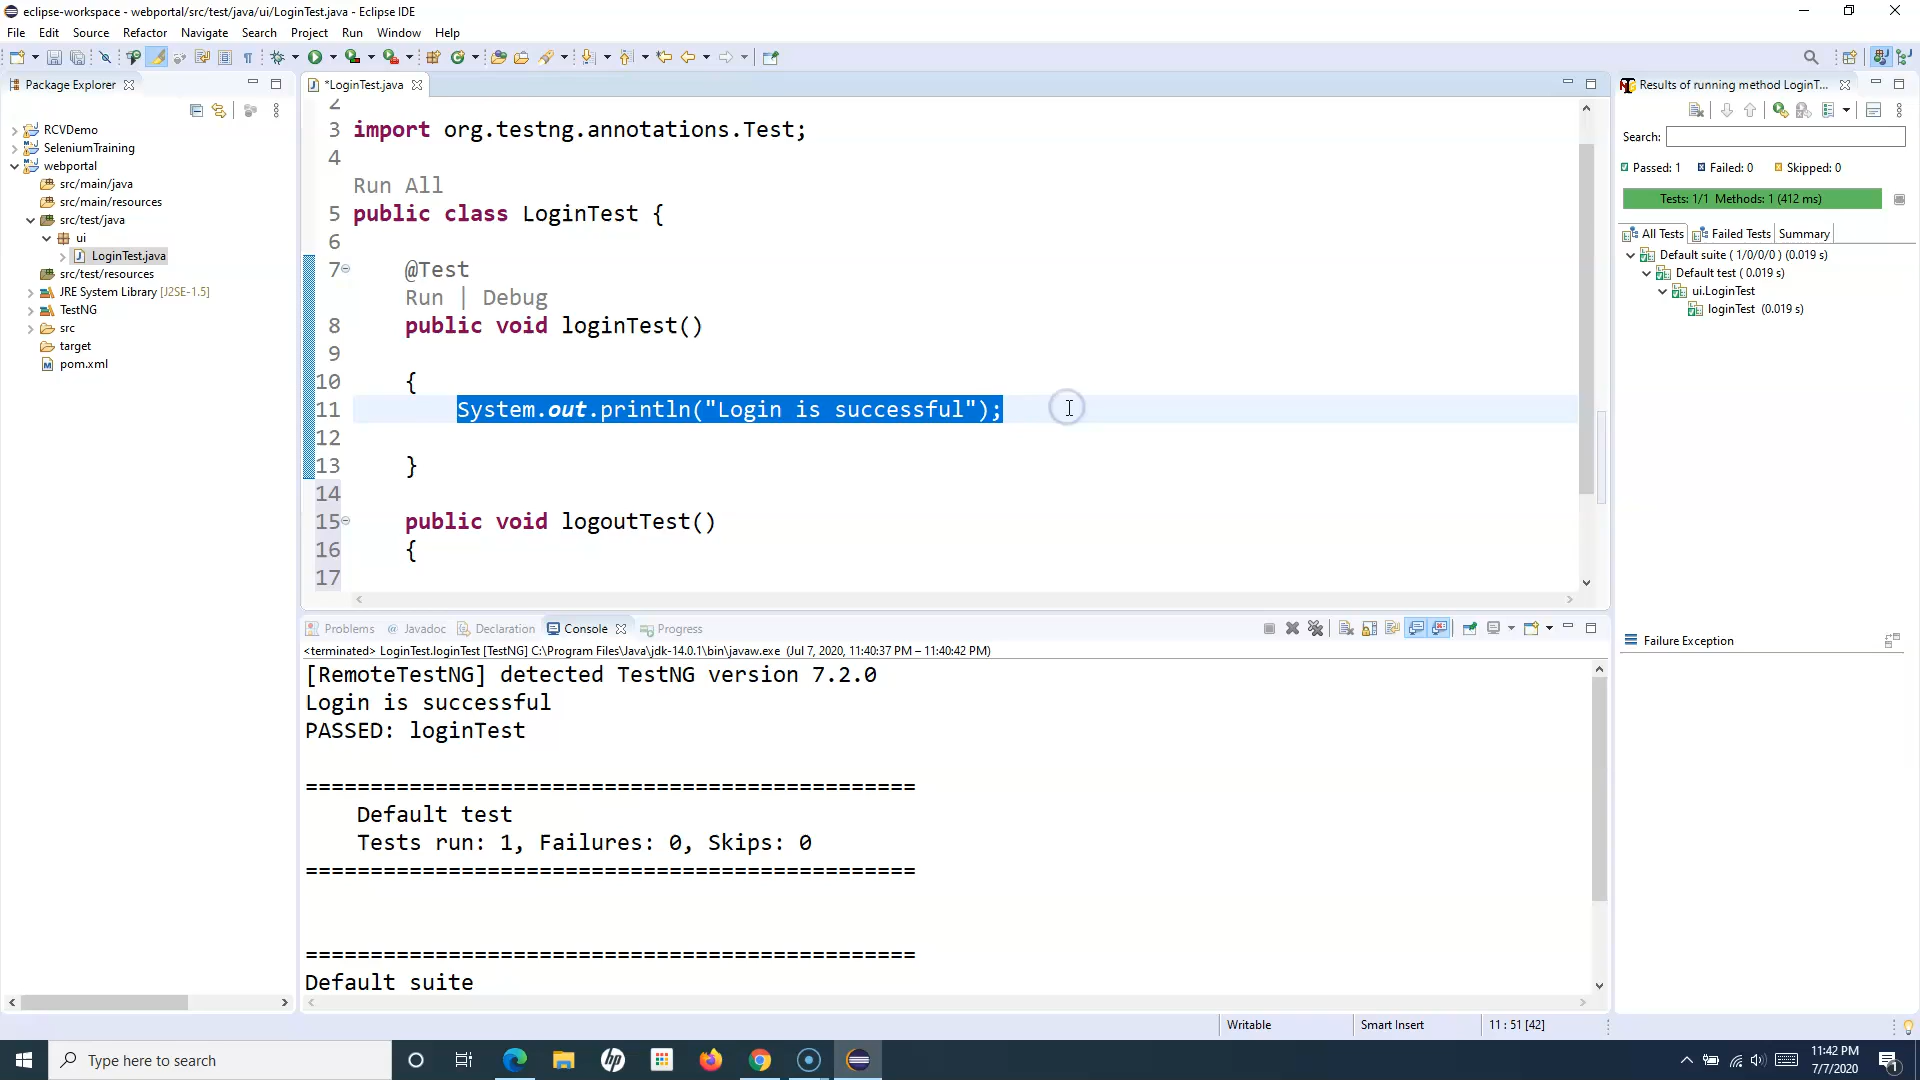 eclipse-workspace - webportal/src/test/java/ui/LoginTest.java - Eclipse IDE
File Edit Source Refactor Navigate Search Project Run Window Help
Package Explorer
RCVDemo
SeleniumTraining
webportal
src/main/java
src/main/resources
src/test/java
ui
LoginTest.java
src/test/resources
JRE System Library [J2SE-1.5]
TestNG
src
target
pom.xml
*LoginTest.java
2
3 import org.testng.annotations.Test;
4
Run All
5 public class LoginTest {
6
7 @Test
Run | Debug
8 public void loginTest()
9
10 {
11 System.out.println("Login is successful");
12
13 }
14
15 public void logoutTest()
16 {
17
Problems @ Javadoc Declaration Console Progress
<terminated> LoginTest.loginTest [TestNG] C:\Program Files\Java\jdk-14.0.1\bin\javaw.exe (Jul 7, 2020, 11:40:37 PM – 11:40:42 PM)
[RemoteTestNG] detected TestNG version 7.2.0
Login is successful
PASSED: loginTest
===============================================
Default test
Tests run: 1, Failures: 0, Skips: 0
===============================================
===============================================
Default suite
Results of running method LoginT...
Search:
Passed: 1 Failed: 0 Skipped: 0
Tests: 1/1 Methods: 1 (412 ms)
All Tests Failed Tests Summary
Default suite ( 1/0/0/0 ) (0.019 s)
Default test ( 0.019 s)
ui.LoginTest
loginTest (0.019 s)
Failure Exception
Writable Smart Insert 11 : 51 [42]
Type here to search
hp
11:42 PM
7/7/2020
1